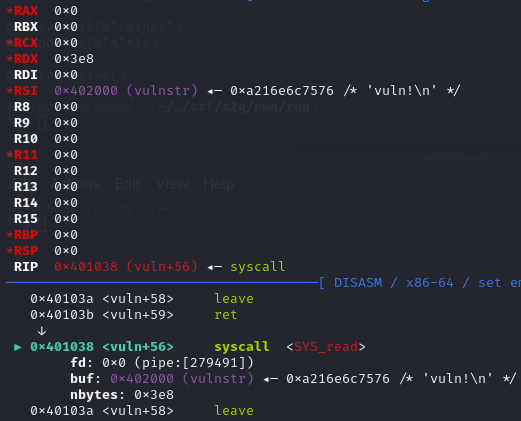 *RAX 0×0
RBX 0×0
*RCX 0×0
*RDX 0×3e8
RDI 0×0
*RSI 0×402000 (vulnstr) ◂— 0×a216e6c7576 /* 'vuln!\n' */
R8 0×0
R9 0×0
R10 0×0
*R11 0×0
R12 0×0
R13 0×0
R14 0×0
R15 0×0
*RBP 0×0
*RSP 0×0
RIP 0×401038 (vuln+56) ◂— syscall
[ DISASM / x86-64 / set e
0×40103a <vuln+58> leave
0×40103b <vuln+59> ret
↓
► 0×401038 <vuln+56> syscall <SYS_read>
fd: 0×0 (pipe:[279491])
buf: 0×402000 (vulnstr) ◂— 0×a216e6c7576 /* 'vuln!\n' */
nbytes: 0×3e8
0×40103a <vuln+58> leave